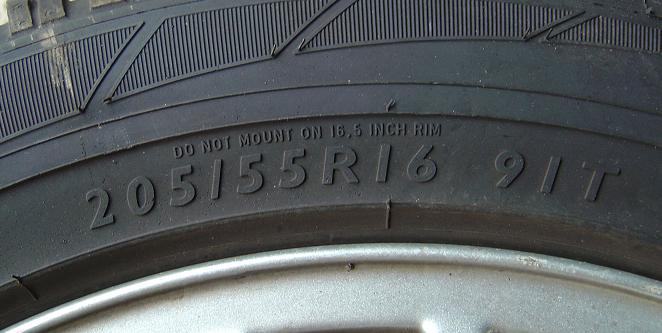 DO NOT MOUNT ON 16.5 INCH RIM
205/55R16 91T